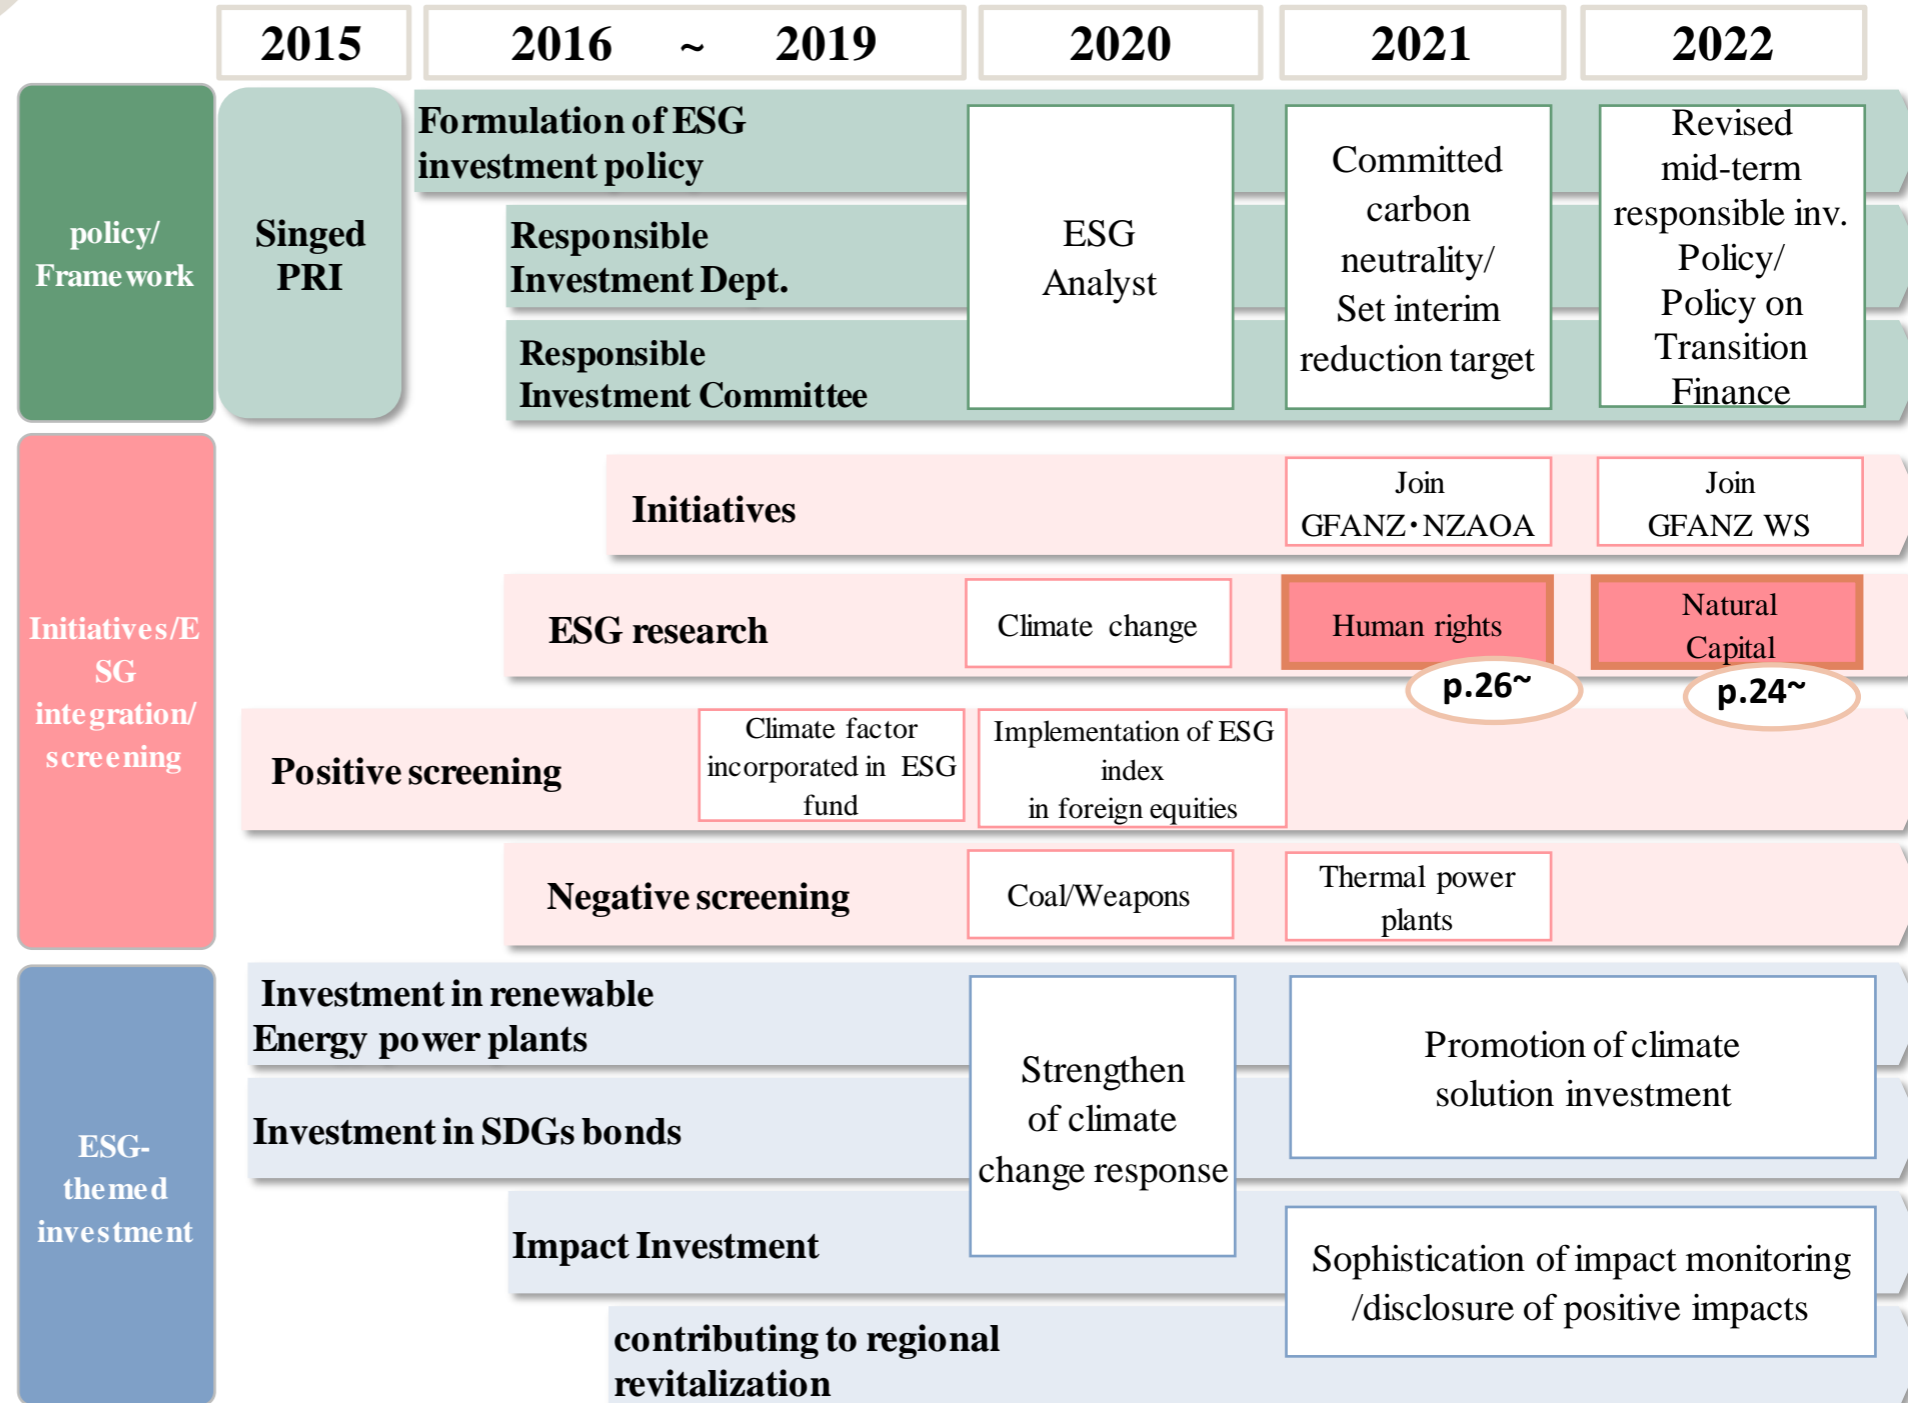 2015
2016 ~ 2019
2020
2021
2022
policy/
Framework
Singed
PRI
Formulation of ESG
investment policy
Responsible
Investment Dept.
Responsible
Investment Committee
ESG
Analyst
Committed
carbon
neutrality/
Set interim
reduction target
Revised
mid-term
responsible inv.
Policy/
Policy on
Transition
Finance
Initiatives/E
SG
integration/
screening
Initiatives
Join
GFANZ・NZAOA
Join
GFANZ WS
ESG research
Climate change
Human rights
p.26~
Natural
Capital
p.24~
Positive screening
Climate factor
incorporated in ESG
fund
Implementation of ESG
index
in foreign equities
Negative screening
Coal/Weapons
Thermal power
plants
ESG-
themed
investment
Investment in renewable
Energy power plants
Investment in SDGs bonds
Impact Investment
contributing to regional
revitalization
Strengthen
of climate
change response
Promotion of climate
solution investment
Sophistication of impact monitoring
/disclosure of positive impacts